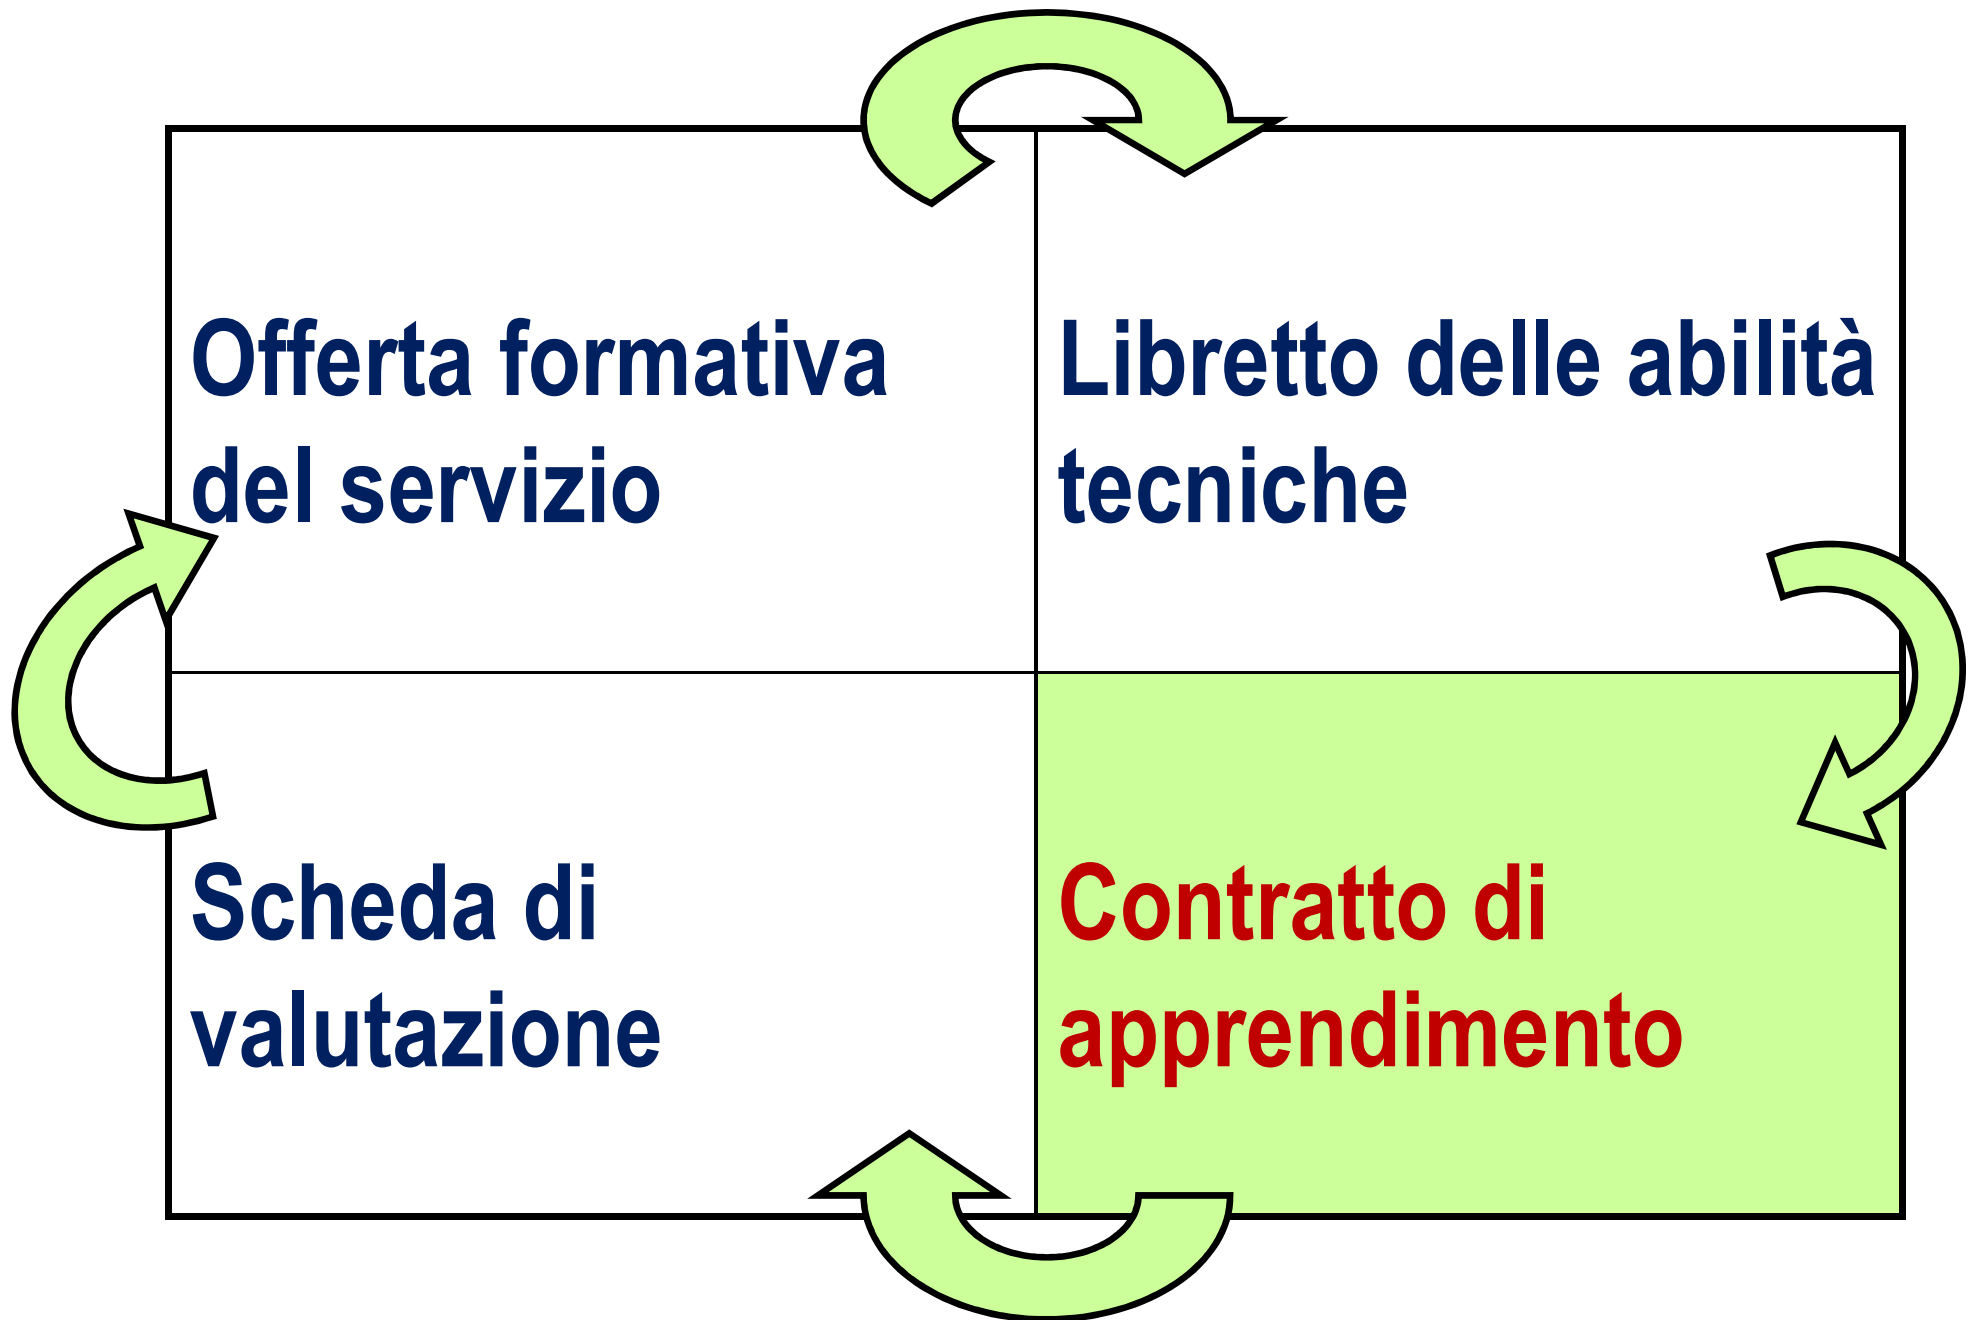 Offerta formativa
del servizio
Libretto delle abilità
tecniche
Scheda di
valutazione
Contratto di
apprendimento